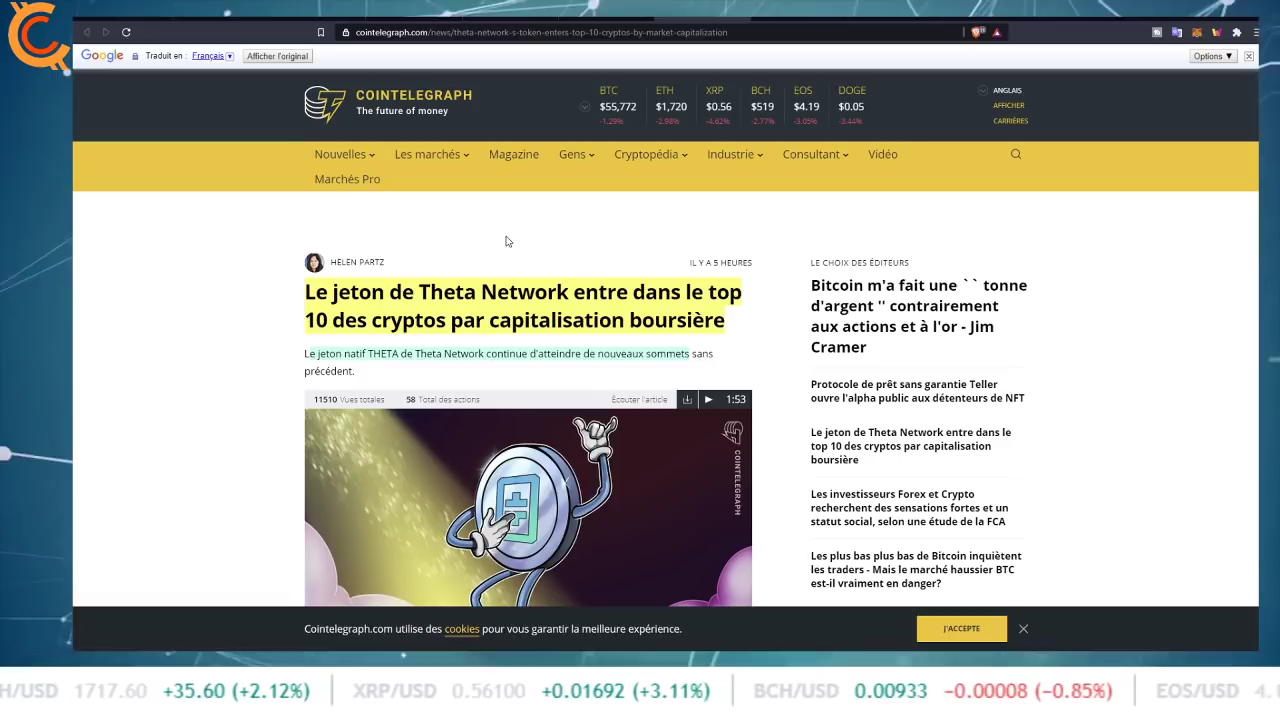 cointelegraph.com/news/theta-network-s-token-enters-top-10-cryptos-by-market-capitalization
Google Traduit en : Français Afficher l'original Options ▼
COINTELEGRAPH
The future of money
BTC ETH XRP BCH EOS DOGE
$55,772 $1,720 $0.56 $519 $4.19 $0.05
-1.29% -2.98% -4.62% -2.77% -3.05% -3.44%
ANGLAIS
AFFICHER
CARRIÈRES
Nouvelles Les marchés Magazine Gens Cryptopédia Industrie Consultant Vidéo
Marchés Pro
HELEN PARTZ IL Y A 5 HEURES
Le jeton de Theta Network entre dans le top
10 des cryptos par capitalisation boursière
Le jeton natif THETA de Theta Network continue d'atteindre de nouveaux sommets sans
précédent.
11510 Vues totales 58 Total des actions Écouter l'article 1:53
COINTELEGRAPH
LE CHOIX DES ÉDITEURS
Bitcoin m'a fait une `` tonne
d'argent '' contrairement
aux actions et à l'or - Jim
Cramer
Protocole de prêt sans garantie Teller
ouvre l'alpha public aux détenteurs de NFT
Le jeton de Theta Network entre dans le
top 10 des cryptos par capitalisation
boursière
Les investisseurs Forex et Crypto
recherchent des sensations fortes et un
statut social, selon une étude de la FCA
Les plus bas plus bas de Bitcoin inquiètent
les traders - Mais le marché haussier BTC
est-il vraiment en danger?
Cointelegraph.com utilise des cookies pour vous garantir la meilleure expérience. J'ACCEPTE
H/USD 1717.60 +35.60 (+2.12%) XRP/USD 0.56100 +0.01692 (+3.11%) BCH/USD 0.00933 −0.00008 (−0.85%) EOS/USD 4.